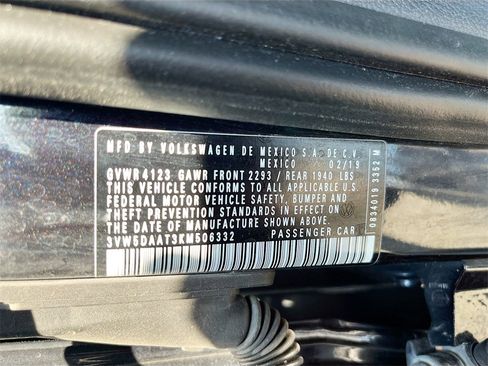 MFD BY VOLKSWAGEN DE MEXICO S.A. DE C.V.
MEXICO 02/19
GVWR 4123 GAWR FRONT 2293 / REAR 1940 LBS
THIS VEHICLE CONFORMS TO ALL APPLICABLE
FEDERAL MOTOR VEHICLE SAFETY, BUMPER AND
THEFT PREVENTION STANDARDS IN EFFECT ON
THE DATE OF MANUFACTURE SHOWN ABOVE.
3VW6DAAT3KM506332 PASSENGER CAR
0834019 3352 M